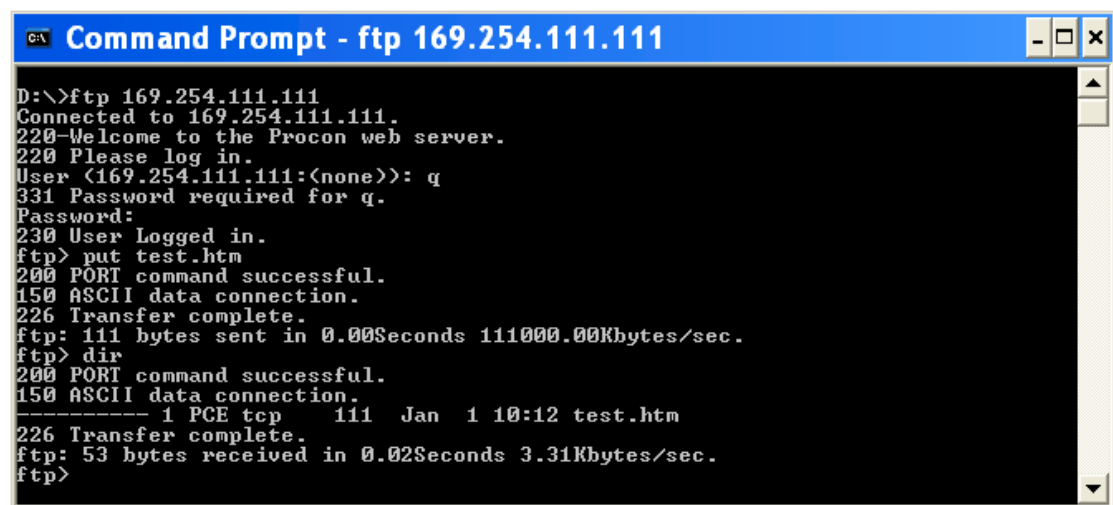 Command Prompt - ftp 169.254.111.111
D:\>ftp 169.254.111.111
Connected to 169.254.111.111.
220-Welcome to the Procon web server.
220 Please log in.
User (169.254.111.111:(none)): q
331 Password required for q.
Password:
230 User Logged in.
ftp> put test.htm
200 PORT command successful.
150 ASCII data connection.
226 Transfer complete.
ftp: 111 bytes sent in 0.00Seconds 111000.00Kbytes/sec.
ftp> dir
200 PORT command successful.
150 ASCII data connection.
---------- 1 PCE tcp    111  Jan  1 10:12 test.htm
226 Transfer complete.
ftp: 53 bytes received in 0.02Seconds 3.31Kbytes/sec.
ftp>